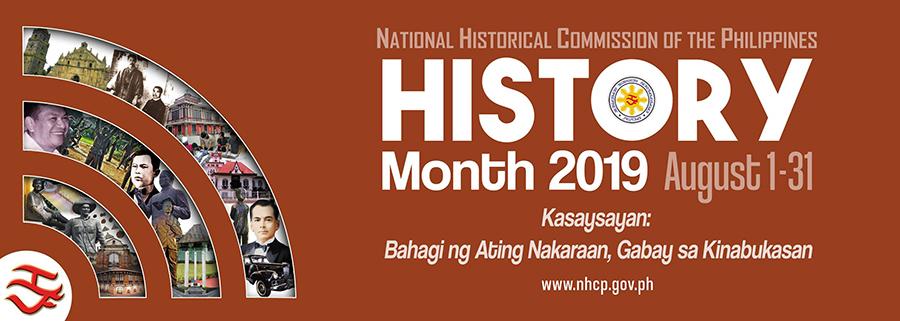 NATIONAL HISTORICAL COMMISSION OF THE PHILIPPINES
HISTORY
Month 2019 August 1-31
Kasaysayan:
Bahagi ng Ating Nakaraan, Gabay sa Kinabukasan
www.nhcp.gov.ph